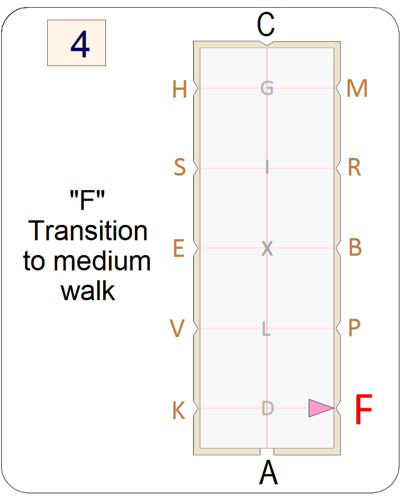 4
C
H G M
S I R
"F"
Transition
to medium
walk
E X B
V L P
K D F
A